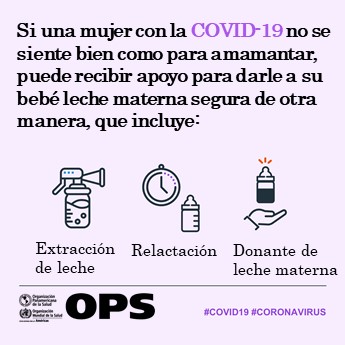 Si una mujer con la COVID-19 no se
siente bien como para amamantar,
puede recibir apoyo para darle a su
bebé leche materna segura de otra
manera, que incluye:
Extracción
de leche
Relactación
Donante de
leche materna
Organización
Panamericana
de la Salud
Organización
Mundial de la Salud
OPS
#COVID19 #CORONAVIRUS